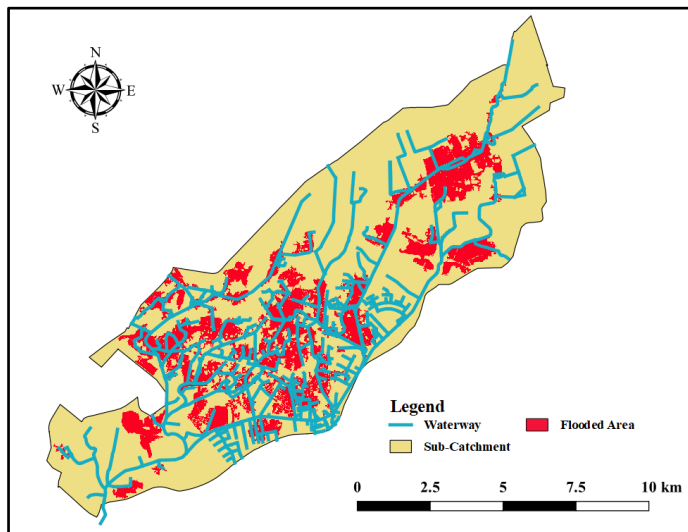 N
W E
S
Legend
Waterway Flooded Area
Sub-Catchment
0 2.5 5 7.5 10 km